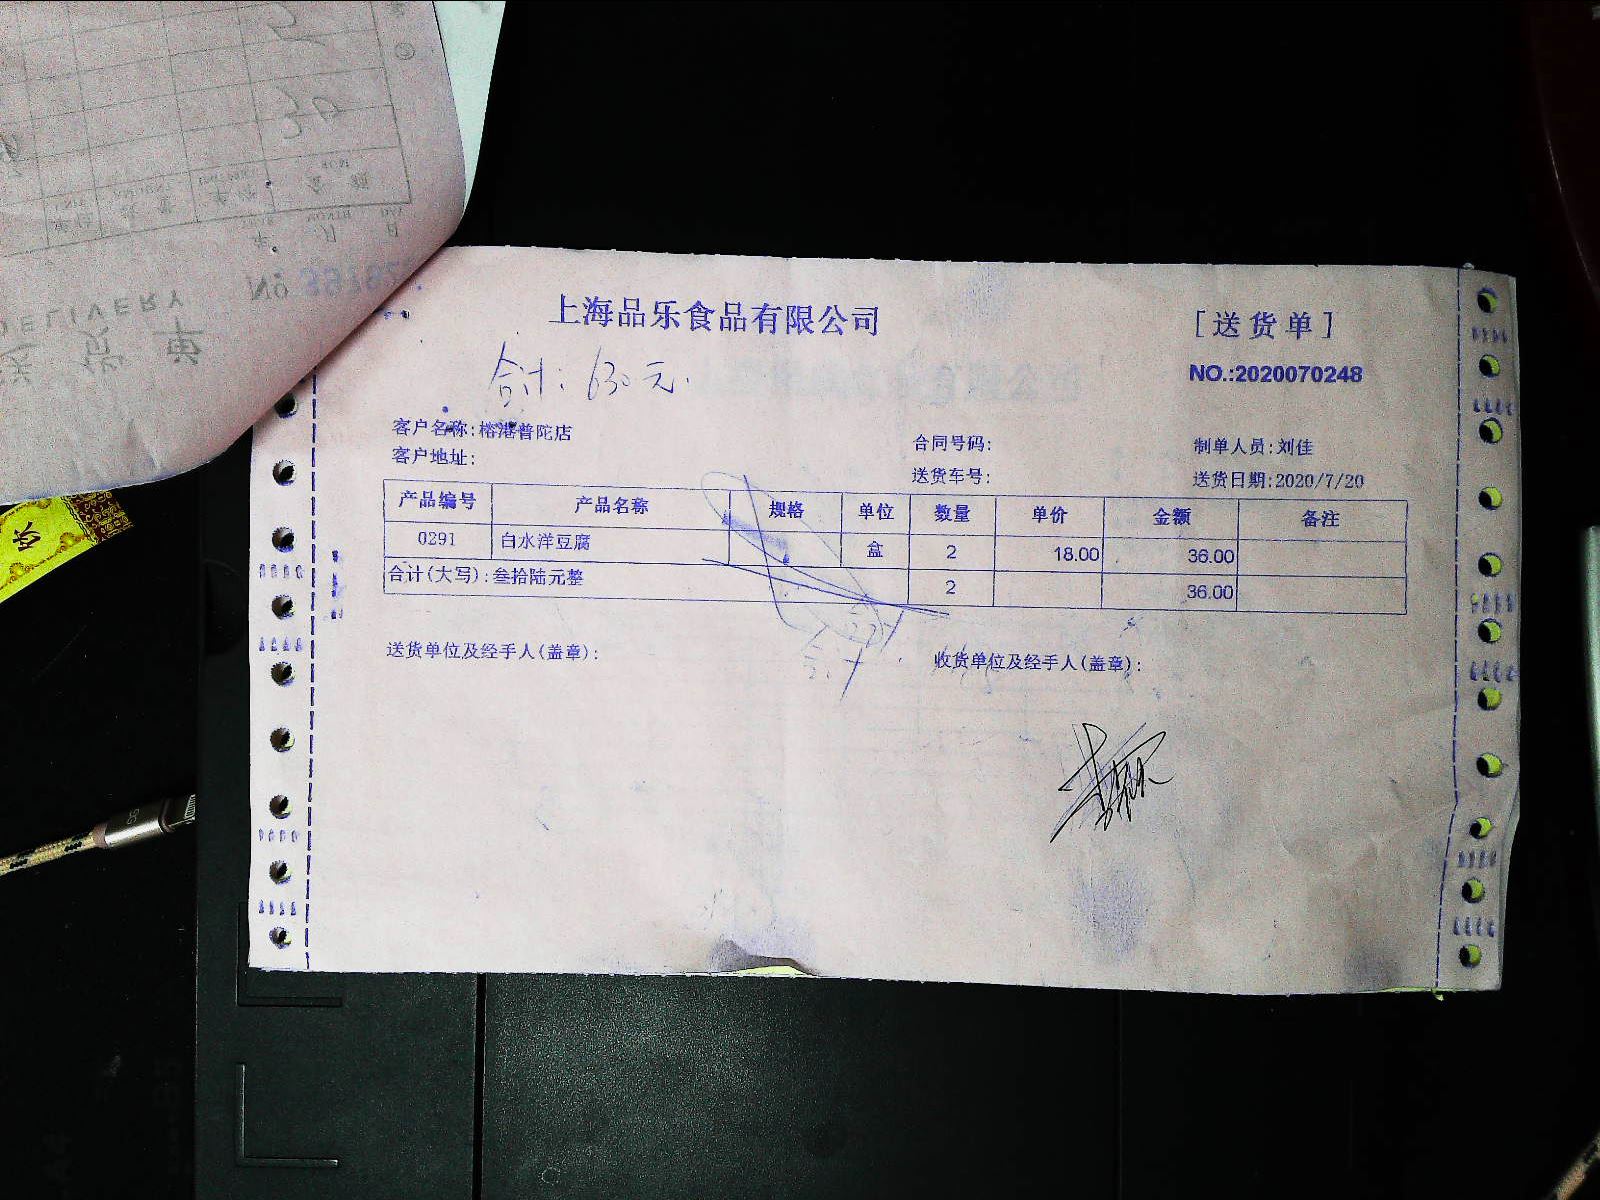 上海品乐食品有限公司
[送货单]
合计: 630元.
NO.:2020070248
客户名称:榕港普陀店
合同号码:
制单人员:刘佳
客户地址:
送货车号:
送货日期:2020/7/20
产品编号 产品名称 规格 单位 数量 单价 金额 备注
0291 白水洋豆腐 盒 2 18.00 36.00
合计(大写):叁拾陆元整 2 36.00
送货单位及经手人(盖章):
收货单位及经手人(盖章):